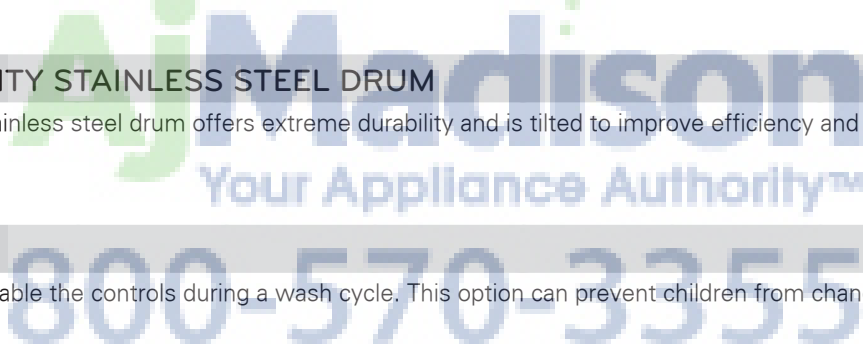 AjMadison
ITY STAINLESS STEEL DRUM
ainless steel drum offers extreme durability and is tilted to improve efficiency and
Your Appliance Authority™
able the controls during a wash cycle. This option can prevent children from chan
800-570-3355